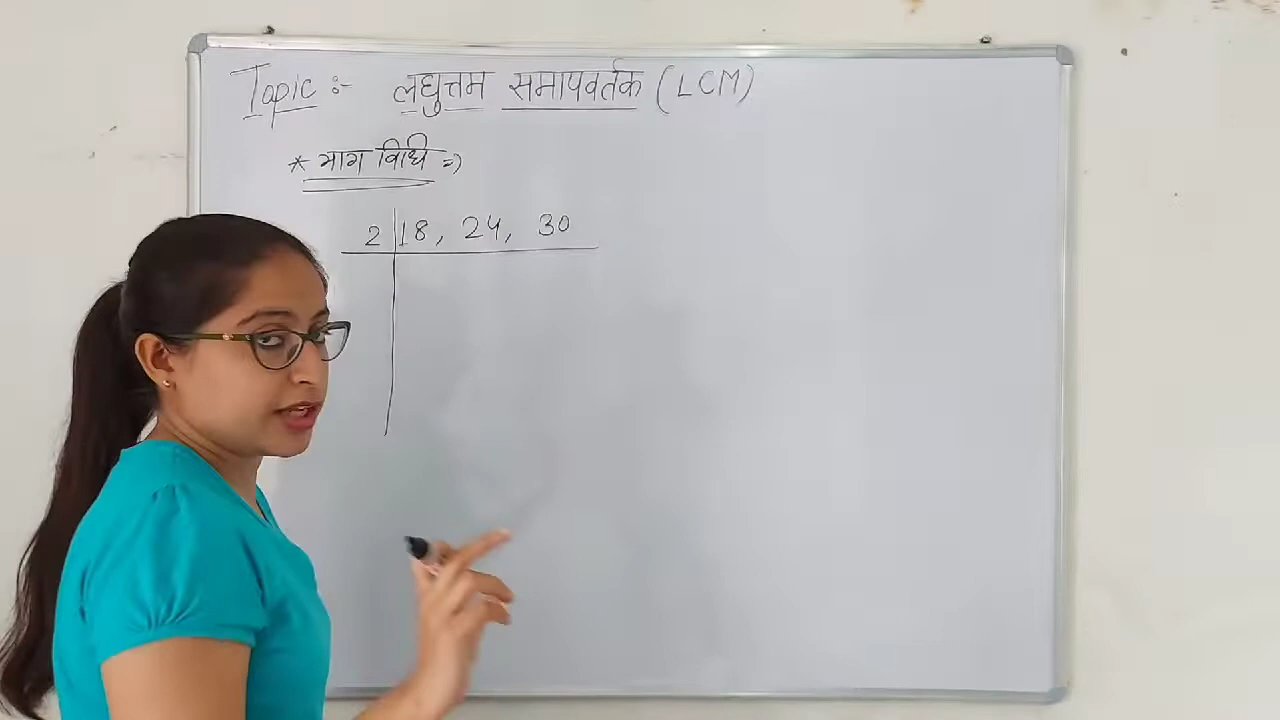 Topic :- लघुत्तम समापवर्तक (LCM)
* भाग विधि =>
2 | 18, 24, 30